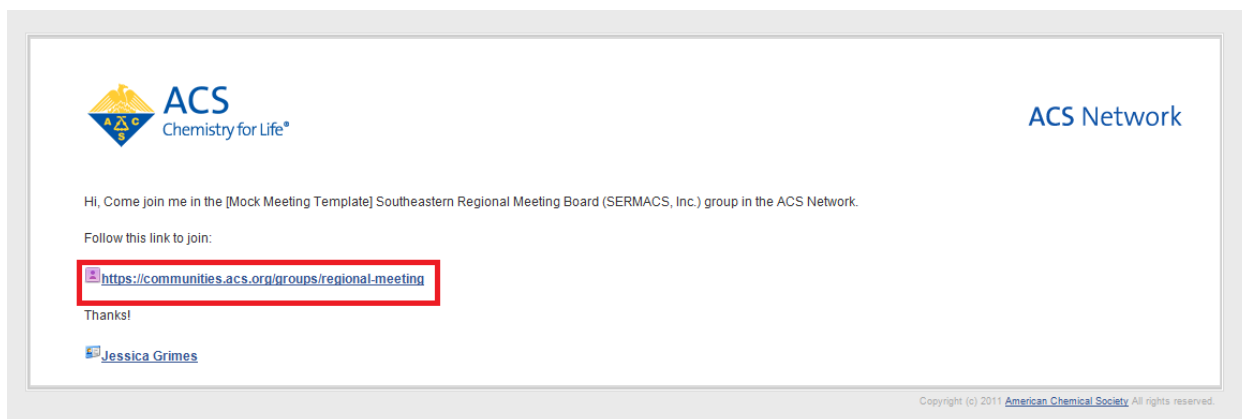 ACS
Chemistry for Life®
A C S
ACS Network
Hi, Come join me in the [Mock Meeting Template] Southeastern Regional Meeting Board (SERMACS, Inc.) group in the ACS Network.
Follow this link to join:
https://communities.acs.org/groups/regional-meeting
Thanks!
Jessica Grimes
Copyright (c) 2011 American Chemical Society All rights reserved.